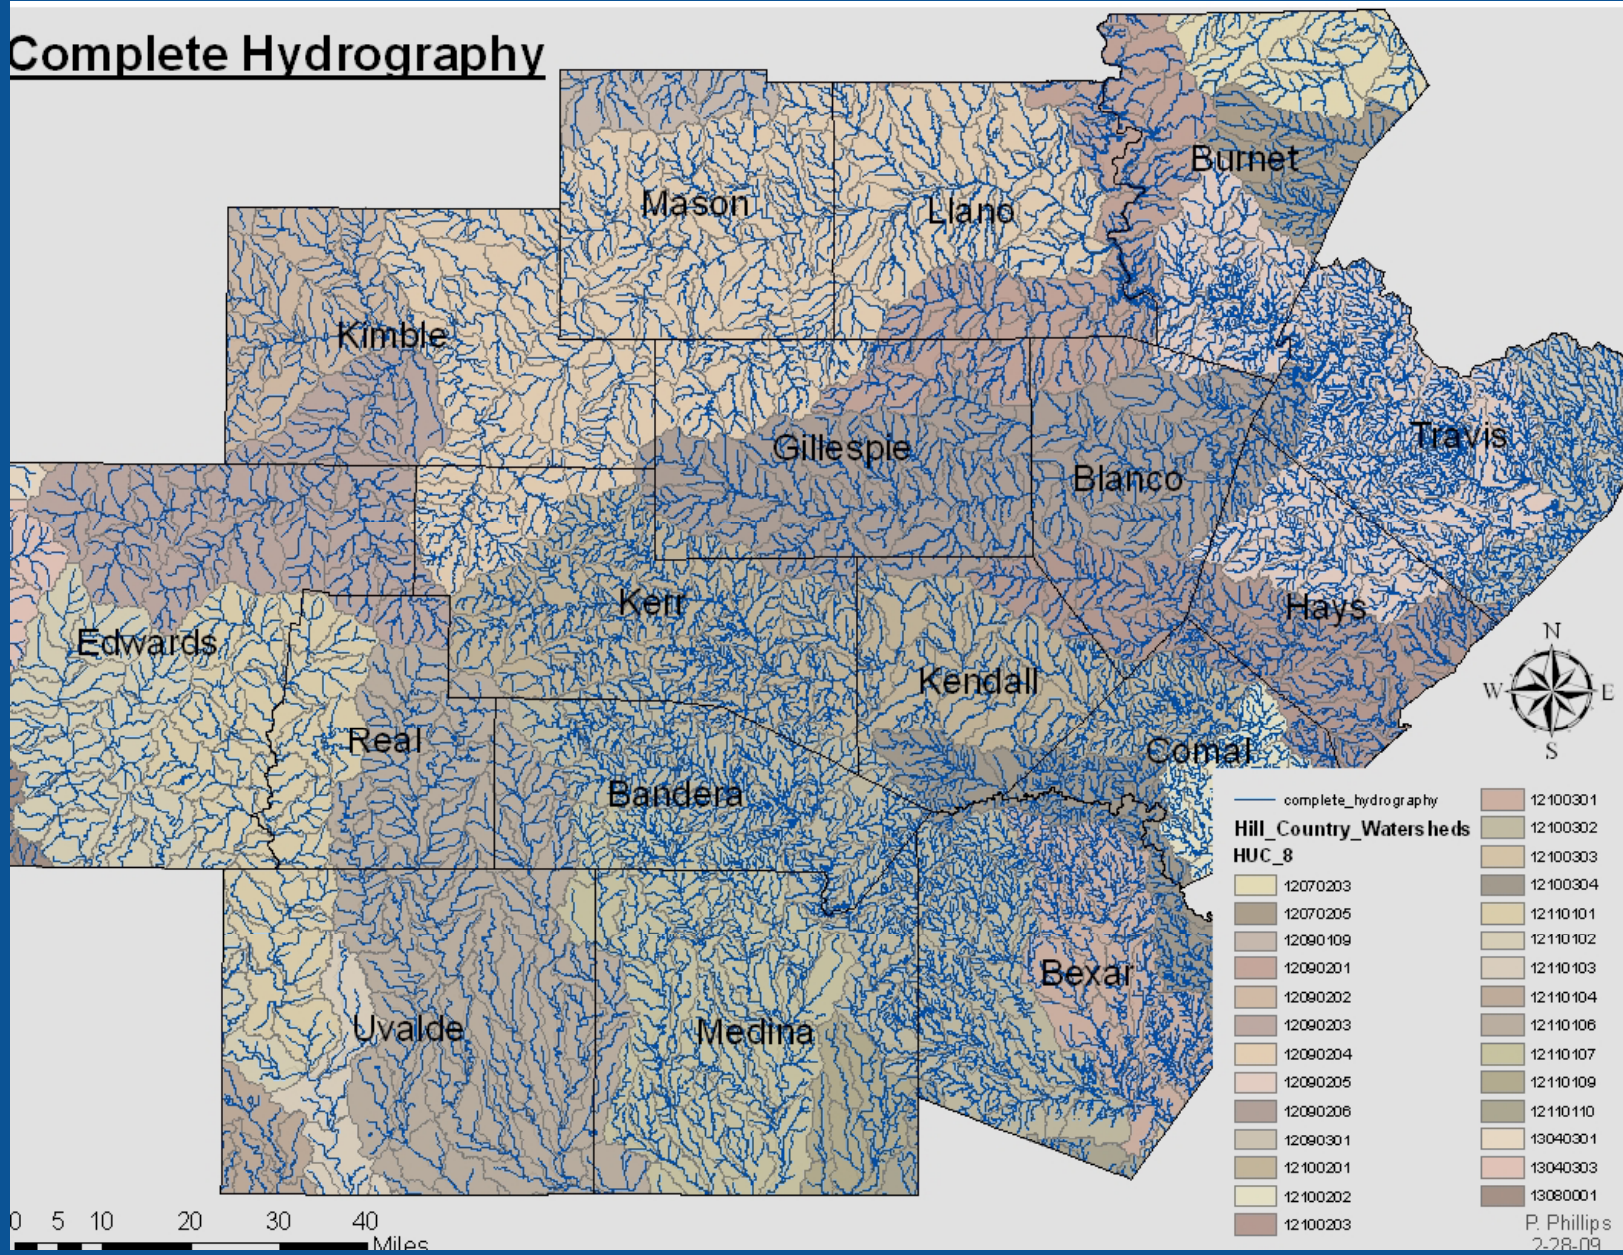 Complete Hydrography
Burnet
Mason
Llano
Kimble
Travis
Gillespie
Blanco
Kerr
Hays
Edwards
Kendall
Real
Comal
Bandera
Bexar
Uvalde
Medina
N
W E
S
complete_hydrography
Hill_Country_Watersheds
HUC_8
12070203
12070205
12090109
12090201
12090202
12090203
12090204
12090205
12090206
12090301
12100201
12100202
12100203
12100301
12100302
12100303
12100304
12110101
12110102
12110103
12110104
12110106
12110107
12110109
12110110
13040301
13040303
13080001
0 5 10 20 30 40
Miles
P. Phillips
2-28-09